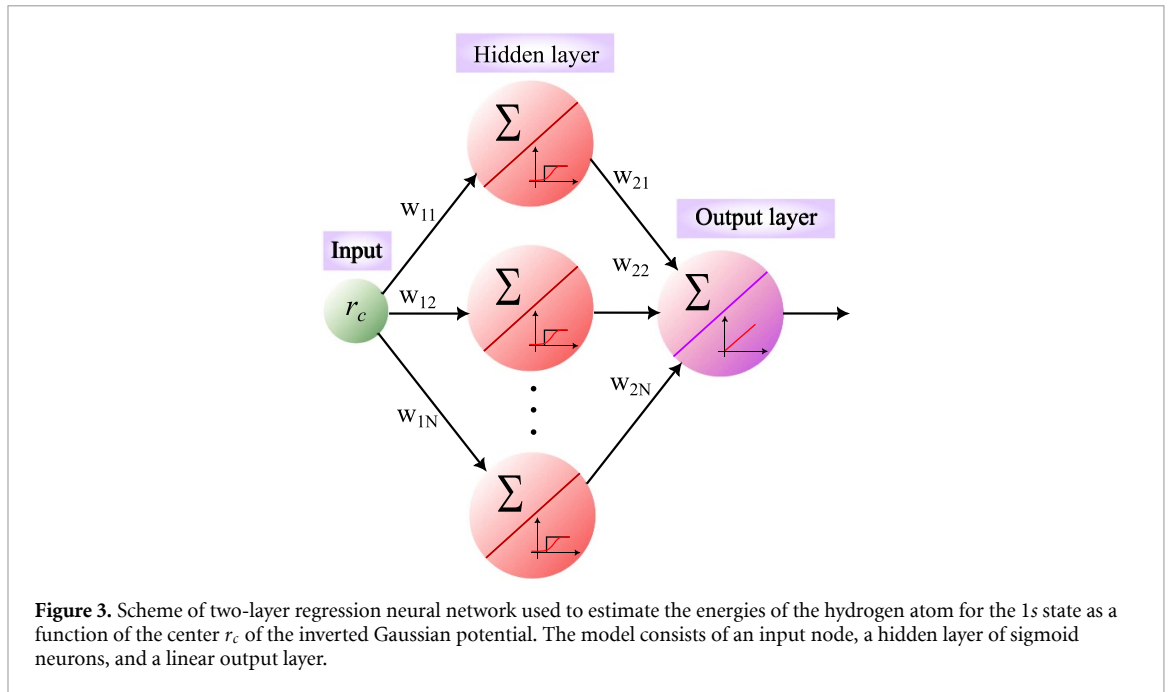 Hidden layer
∑
w₁₁
w₂₁
Output layer
Input
r_c
w₁₂
∑
w₂₂
∑
w₁N
w₂N
∑
Figure 3. Scheme of two-layer regression neural network used to estimate the energies of the hydrogen atom for the 1s state as a
function of the center r_c of the inverted Gaussian potential. The model consists of an input node, a hidden layer of sigmoid
neurons, and a linear output layer.